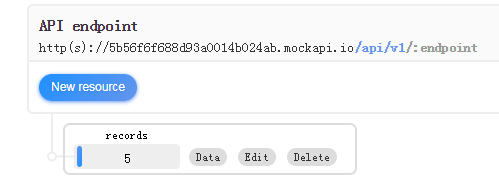 API endpoint
http(s)://5b56f6f688d93a0014b024ab.mockapi.io/api/v1/:endpoint
New resource
records
5 Data Edit Delete